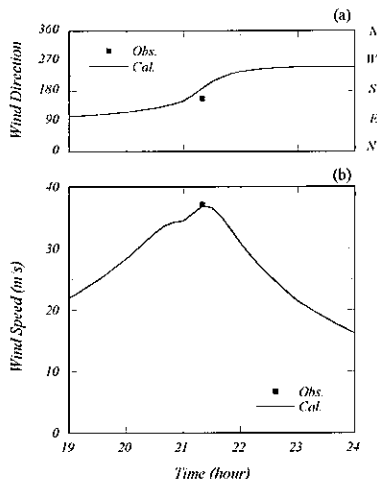 (a)
360
270
180
90
0
Wind Direction
Obs.
Cal.
N
W
S
E
N
(b)
40
30
20
10
0
Wind Speed (m/s)
Obs.
Cal.
19
20
21
22
23
24
Time (hour)